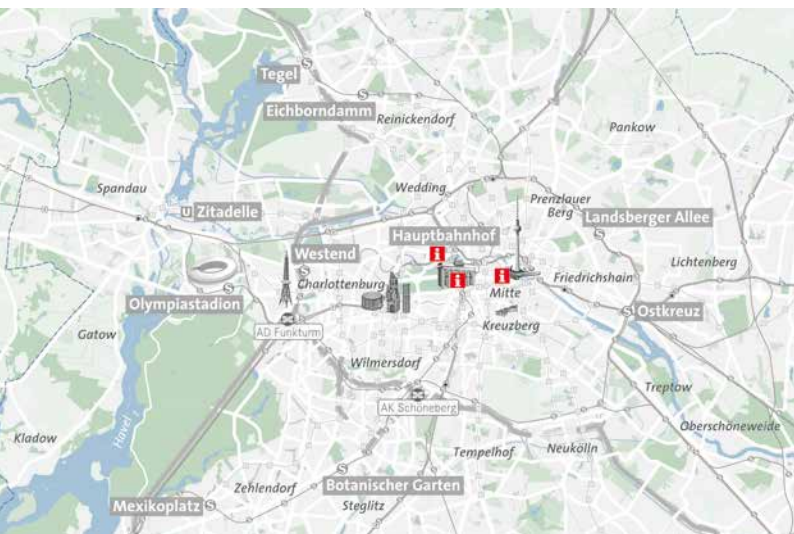 Tegel
S
S
Eichborndamm
Reinickendorf
Pankow
Spandau
Wedding
Prenzlauer
Berg
U Zitadelle
Landsberger Allee
S
Hauptbahnhof
Westend
S
i
Lichtenberg
Charlottenburg
i
i
Friedrichshain
Mitte
S
Olympiastadion
S Ostkreuz
AD Funkturm
Kreuzberg
Gatow
Wilmersdorf
Treptow
AK Schöneberg
Havel
Oberschöneweide
Kladow
Tempelhof
Neukölln
S
Zehlendorf
Botanischer Garten
Mexikoplatz S
Steglitz